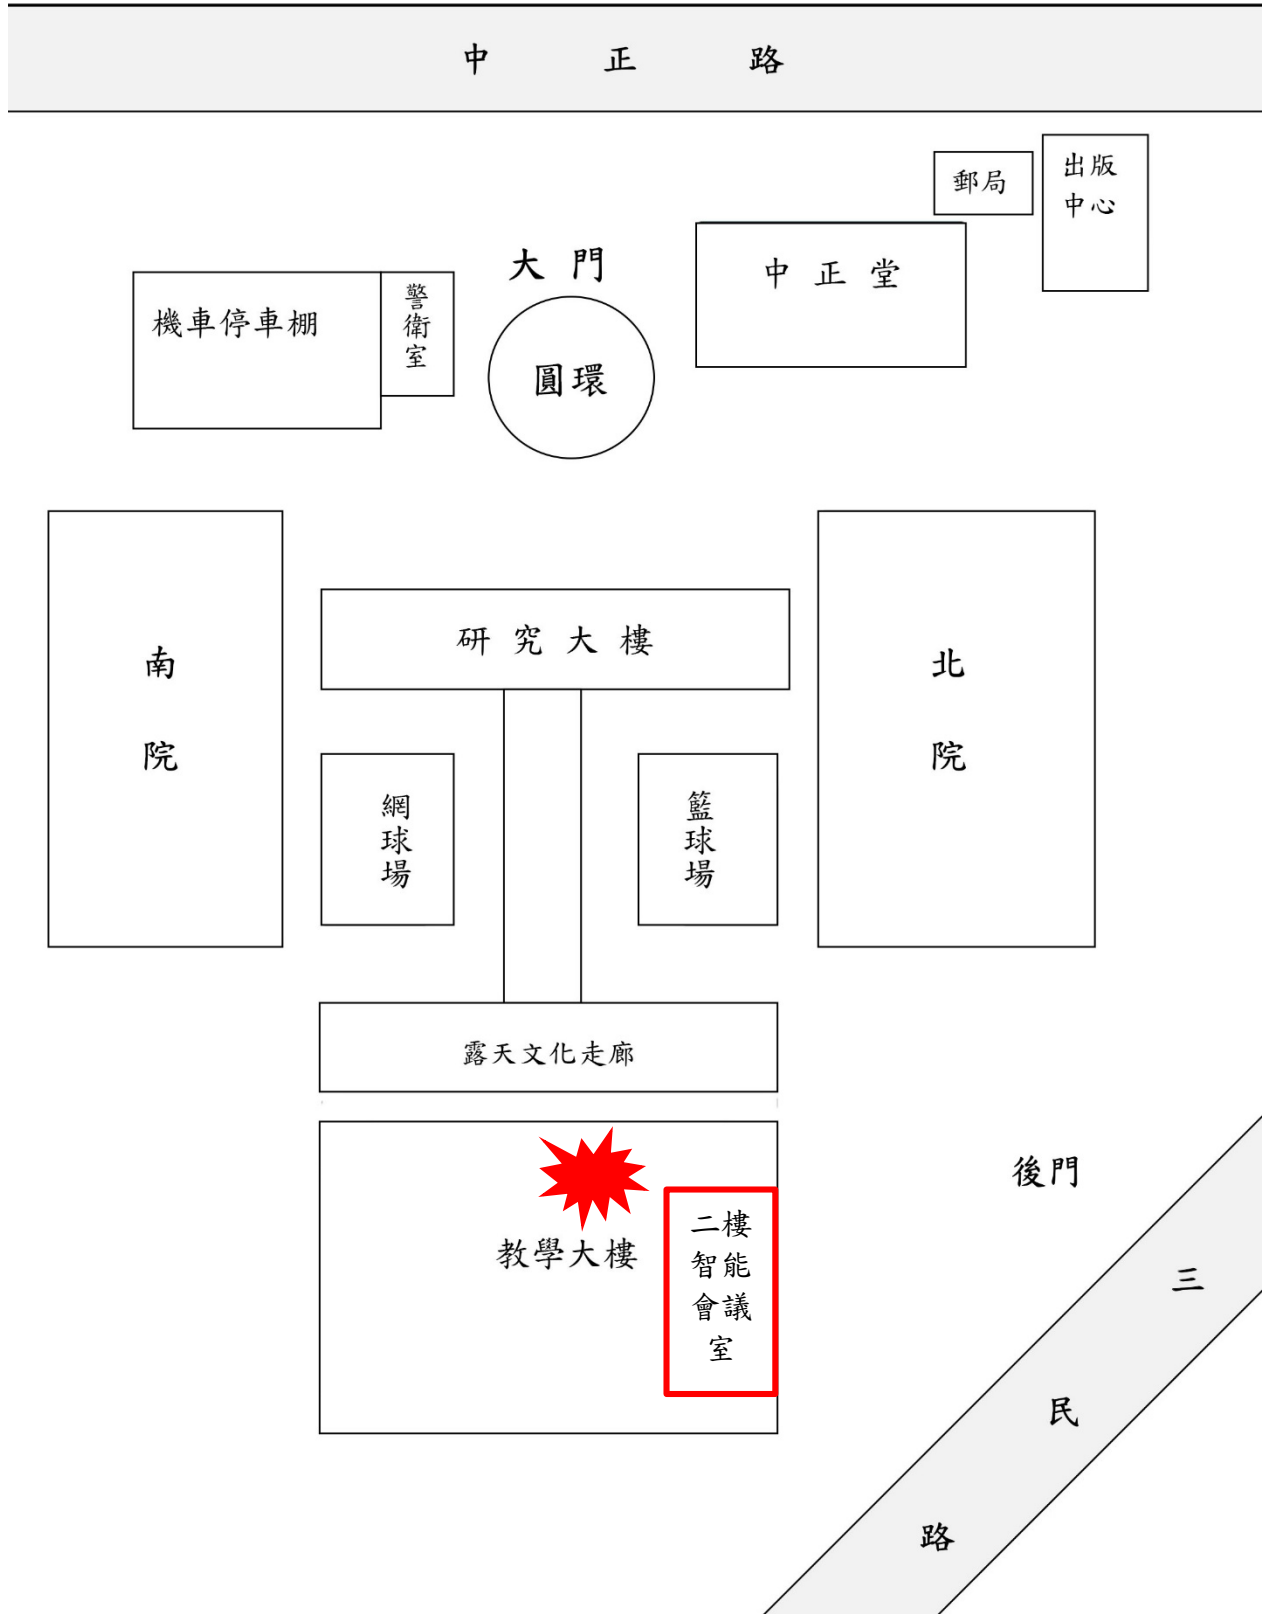 中正路
郵局
出版
中心
大門
中正堂
機車停車棚
警衛室
圓環
南院
研究大樓
北院
網球場
籃球場
露天文化走廊
後門
教學大樓
二樓
智能
會議
室
三民路